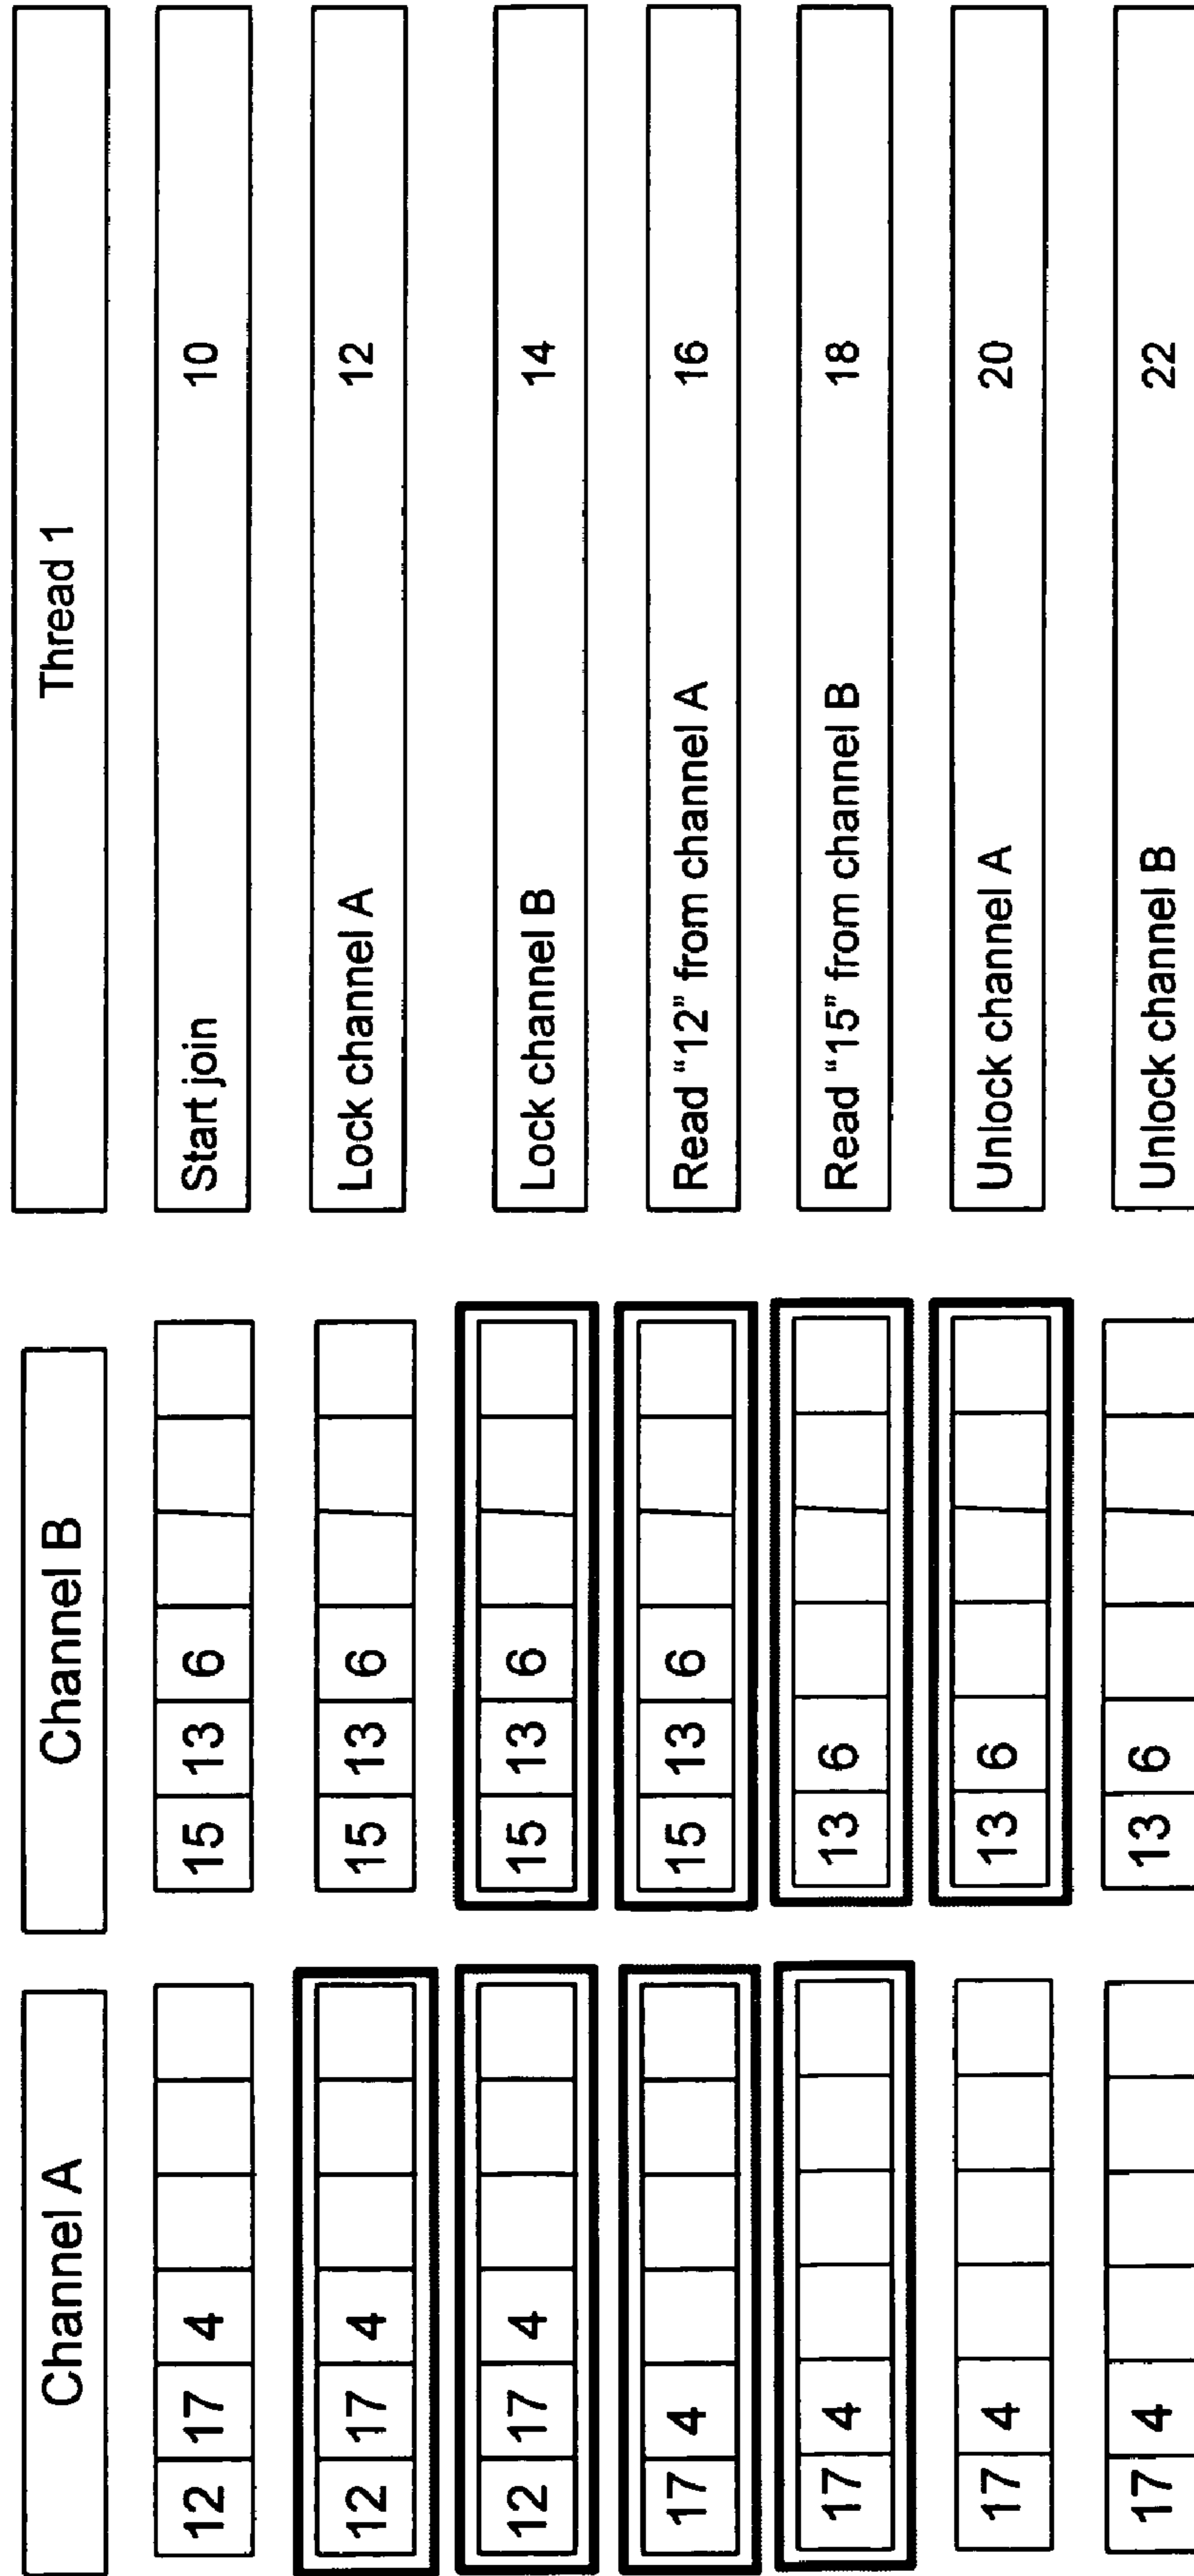 Channel A Channel B Thread 1
12 17 4 15 13 6 Start join 10
12 17 4 15 13 6 Lock channel A 12
12 17 4 15 13 6 Lock channel B 14
17 4 15 13 6 Read “12” from channel A 16
17 4 13 6 Read “15” from channel B 18
17 4 13 6 Unlock channel A 20
17 4 13 6 Unlock channel B 22